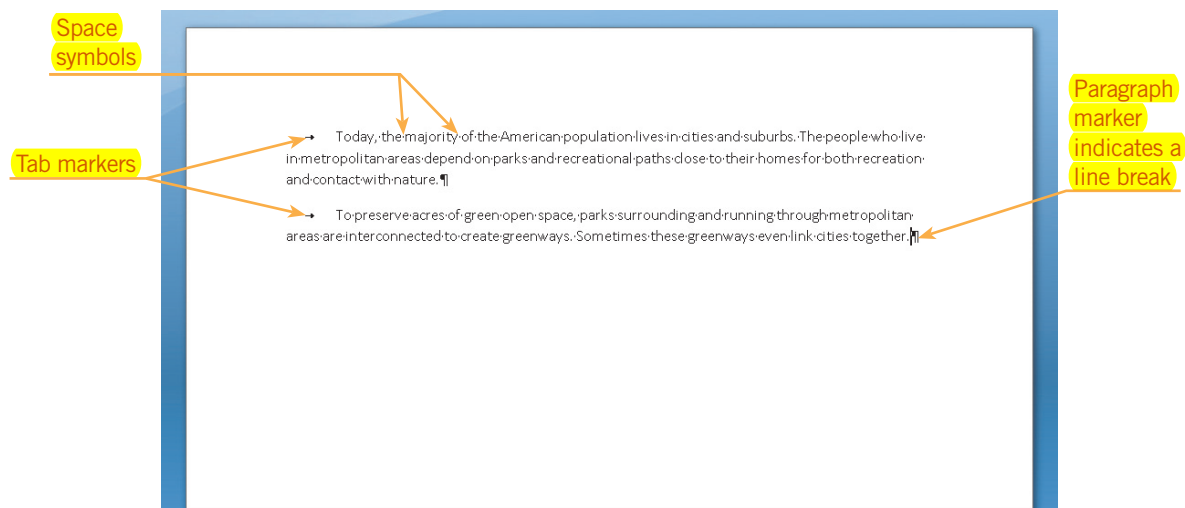 Space
symbols
Paragraph
marker
indicates a
line break
Tab markers
→ Today,·the·majority·of·the·American·population·lives·in·cities·and·suburbs.·The·people·who·live·
in·metropolitan·areas·depend·on·parks·and·recreational·paths·close·to·their·homes·for·both·recreation·
and·contact·with·nature.¶
→ To·preserve·acres·of·green·open·space,·parks·surrounding·and·running·through·metropolitan·
areas·are·interconnected·to·create·greenways.·Sometimes·these·greenways·even·link·cities·together.¶